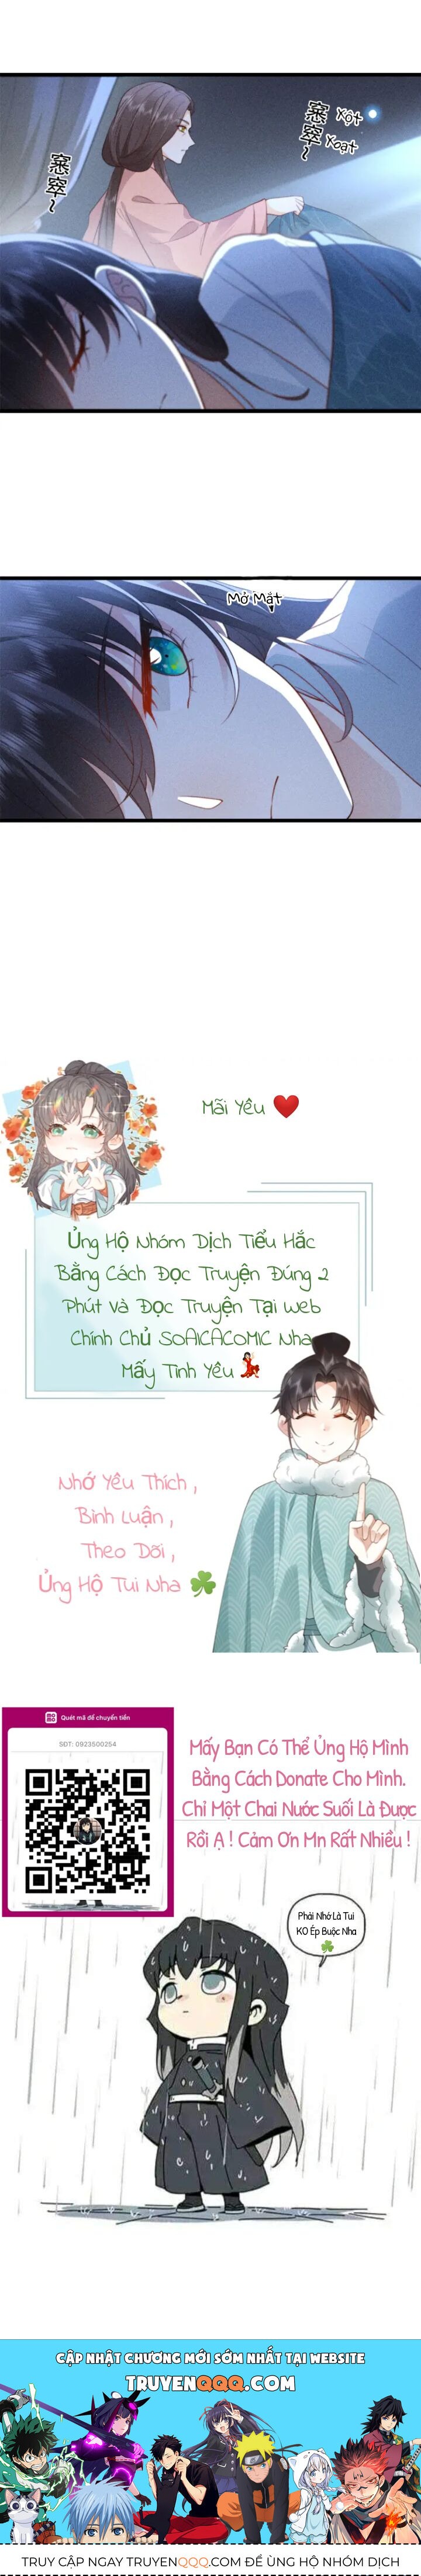 窸窣~
Xột
Xoạt
窸窣~
Mở Mắt
Mãi Yêu ❤️
Ủng Hộ Nhóm Dịch Tiểu Hắc
Bằng Cách Đọc Truyện Đúng 2
Phút Và Đọc Truyện Tại Web
Chính Chủ SOAICACOMIC Nha
Mấy Tình Yêu 💃
Nhớ Yêu Thích,
Bình Luận,
Theo Dõi,
Ủng Hộ Tui Nha ☘️
Quét mã để chuyển tiền
SĐT: 0923500254
Mấy Bạn Có Thể Ủng Hộ Mình
Bằng Cách Donate Cho Mình.
Chỉ Một Chai Nước Suối Là Được
Rồi Ạ ! Cảm Ơn Mn Rất Nhiều !
Phải Nhớ Là Tui
KO Ép Buộc Nha
☘️
CẬP NHẬT CHƯƠNG MỚI SỚM NHẤT TẠI WEBSITE
TRUYENQQQ.COM
TRUY CẬP NGAY TRUYENQQQ.COM ĐỂ ỦNG HỘ NHÓM DỊCH